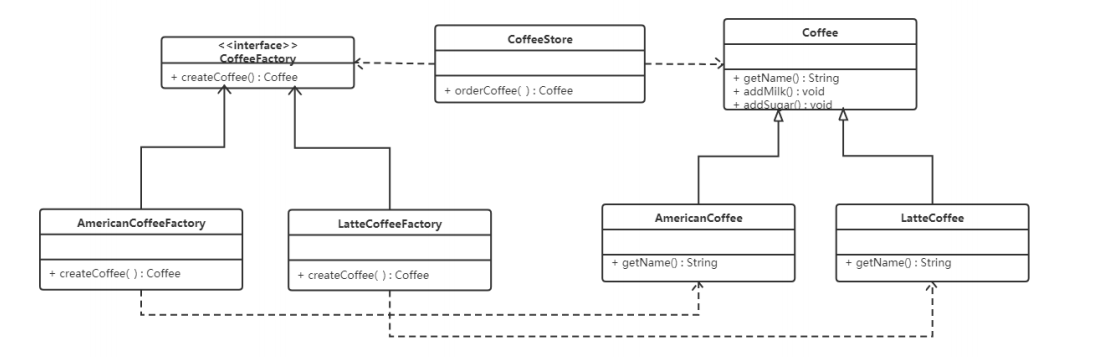 <<interface>>
CoffeeFactory
+ createCoffee() : Coffee
CoffeeStore
+ orderCoffee( ) : Coffee
Coffee
+ getName() : String
+ addMilk() : void
+ addSugar() : void
AmericanCoffeeFactory
+ createCoffee( ) : Coffee
LatteCoffeeFactory
+ createCoffee( ) : Coffee
AmericanCoffee
+ getName() : String
LatteCoffee
+ getName() : String